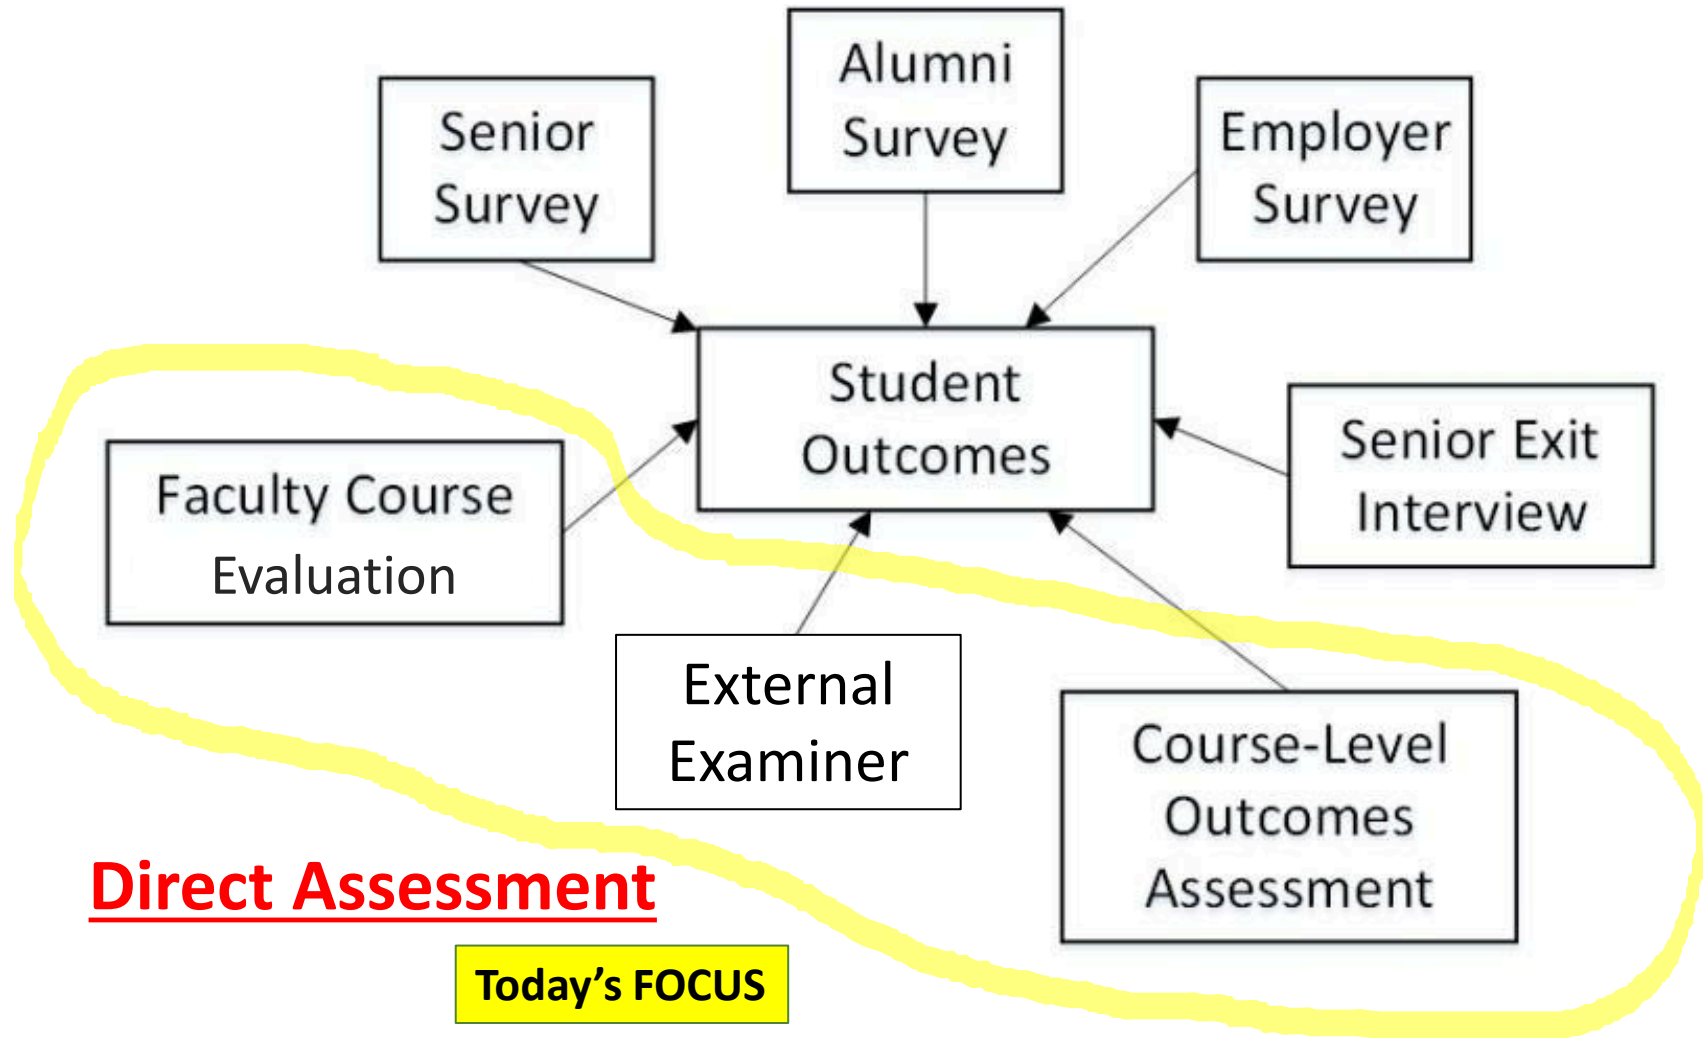 Alumni
Survey
Senior
Survey
Employer
Survey
Student
Outcomes
Senior Exit
Interview
Faculty Course
Evaluation
External
Examiner
Course-Level
Outcomes
Assessment
Direct Assessment
Today’s FOCUS